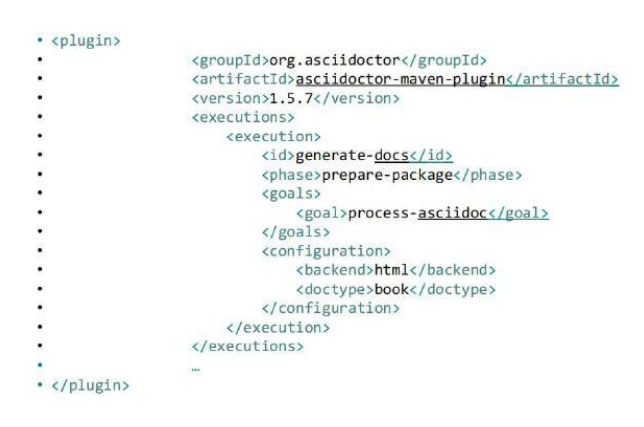 • <plugin>
• <groupId>org.asciidoctor</groupId>
• <artifactId>asciidoctor-maven-plugin</artifactId>
• <version>1.5.7</version>
• <executions>
• <execution>
• <id>generate-docs</id>
• <phase>prepare-package</phase>
• <goals>
• <goal>process-asciidoc</goal>
• </goals>
• <configuration>
• <backend>html</backend>
• <doctype>book</doctype>
• </configuration>
• </execution>
• </executions>
• …
• </plugin>